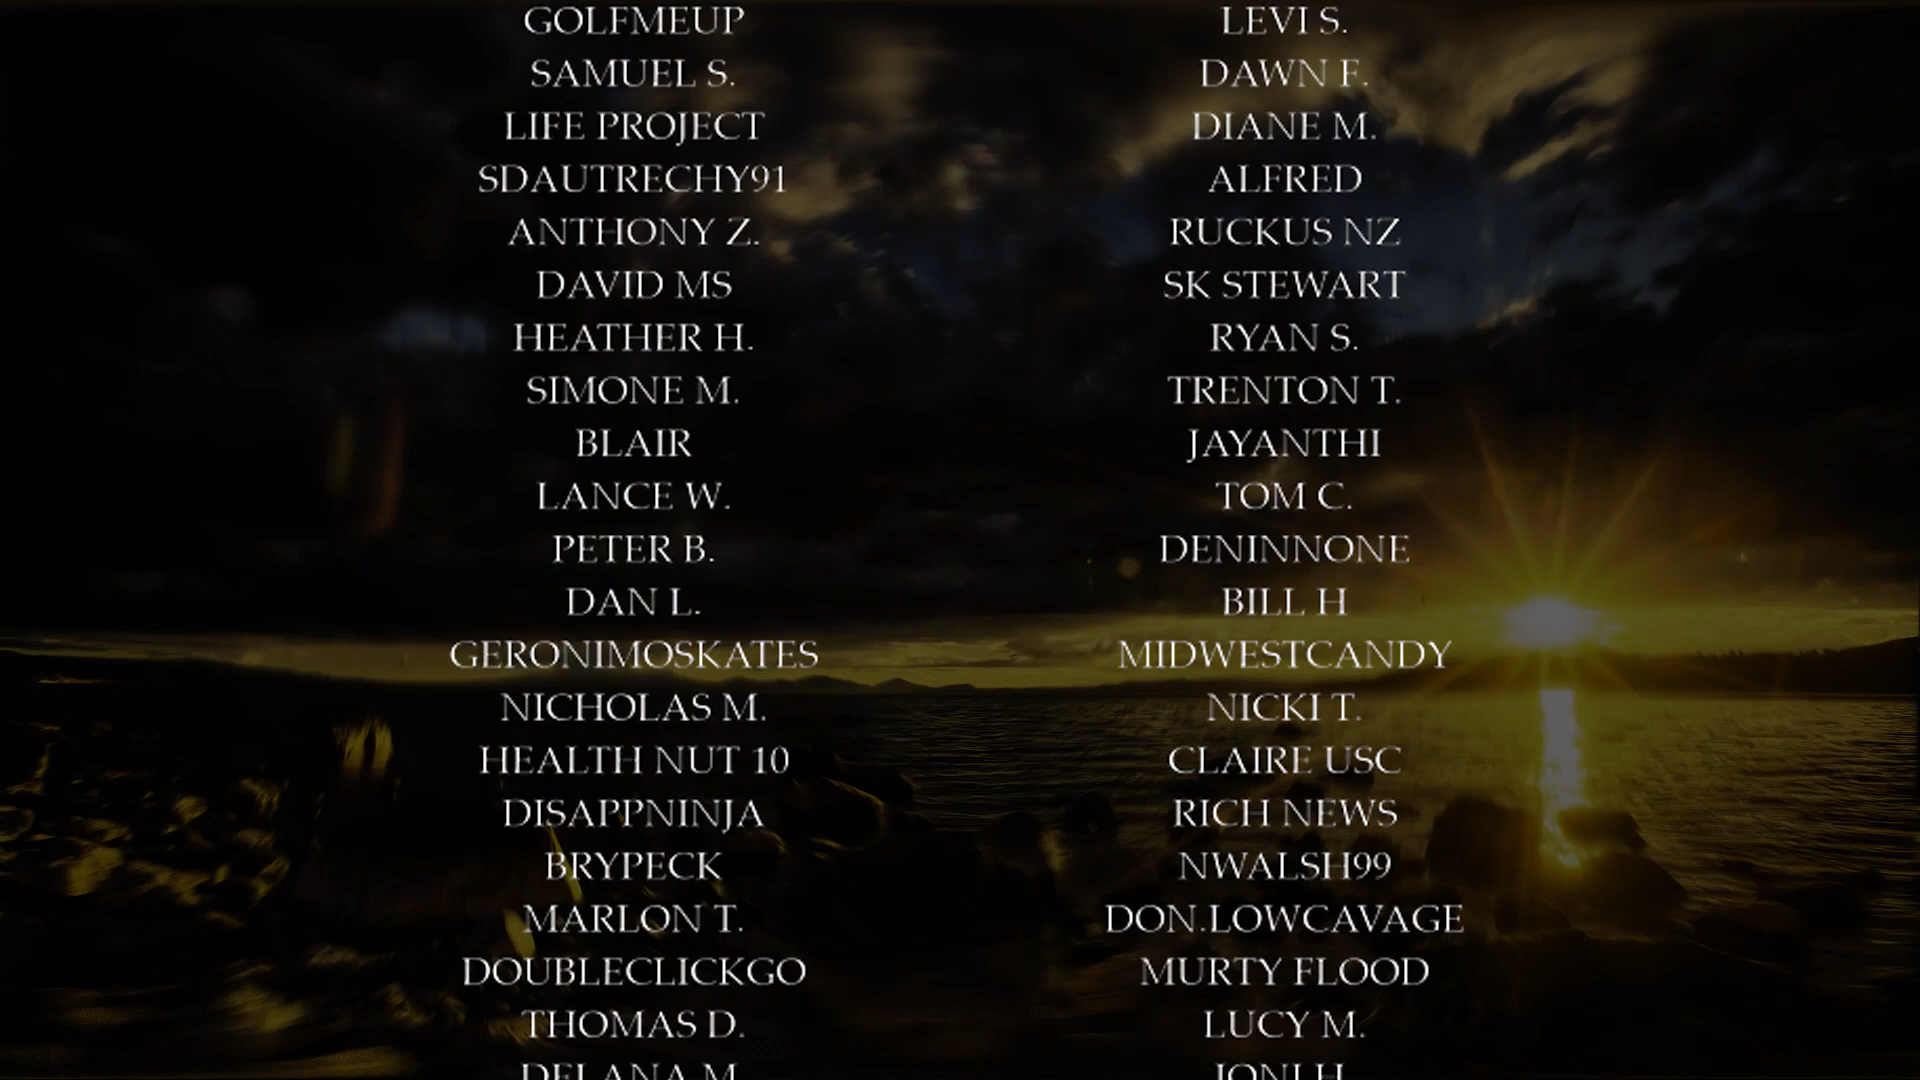 GOLFMEUP
SAMUEL S.
LIFE PROJECT
SDAUTRECHY91
ANTHONY Z.
DAVID MS
HEATHER H.
SIMONE M.
BLAIR
LANCE W.
PETER B.
DAN L.
GERONIMOSKATES
NICHOLAS M.
HEALTH NUT 10
DISAPPNINJA
BRYPECK
MARLON T.
DOUBLECLICKGO
THOMAS D.
DELANA M.
LEVI S.
DAWN F.
DIANE M.
ALFRED
RUCKUS NZ
SK STEWART
RYAN S.
TRENTON T.
JAYANTHI
TOM C.
DENINNONE
BILL H
MIDWESTCANDY
NICKI T.
CLAIRE USC
RICH NEWS
NWALSH99
DON.LOWCAVAGE
MURTY FLOOD
LUCY M.
JONI H